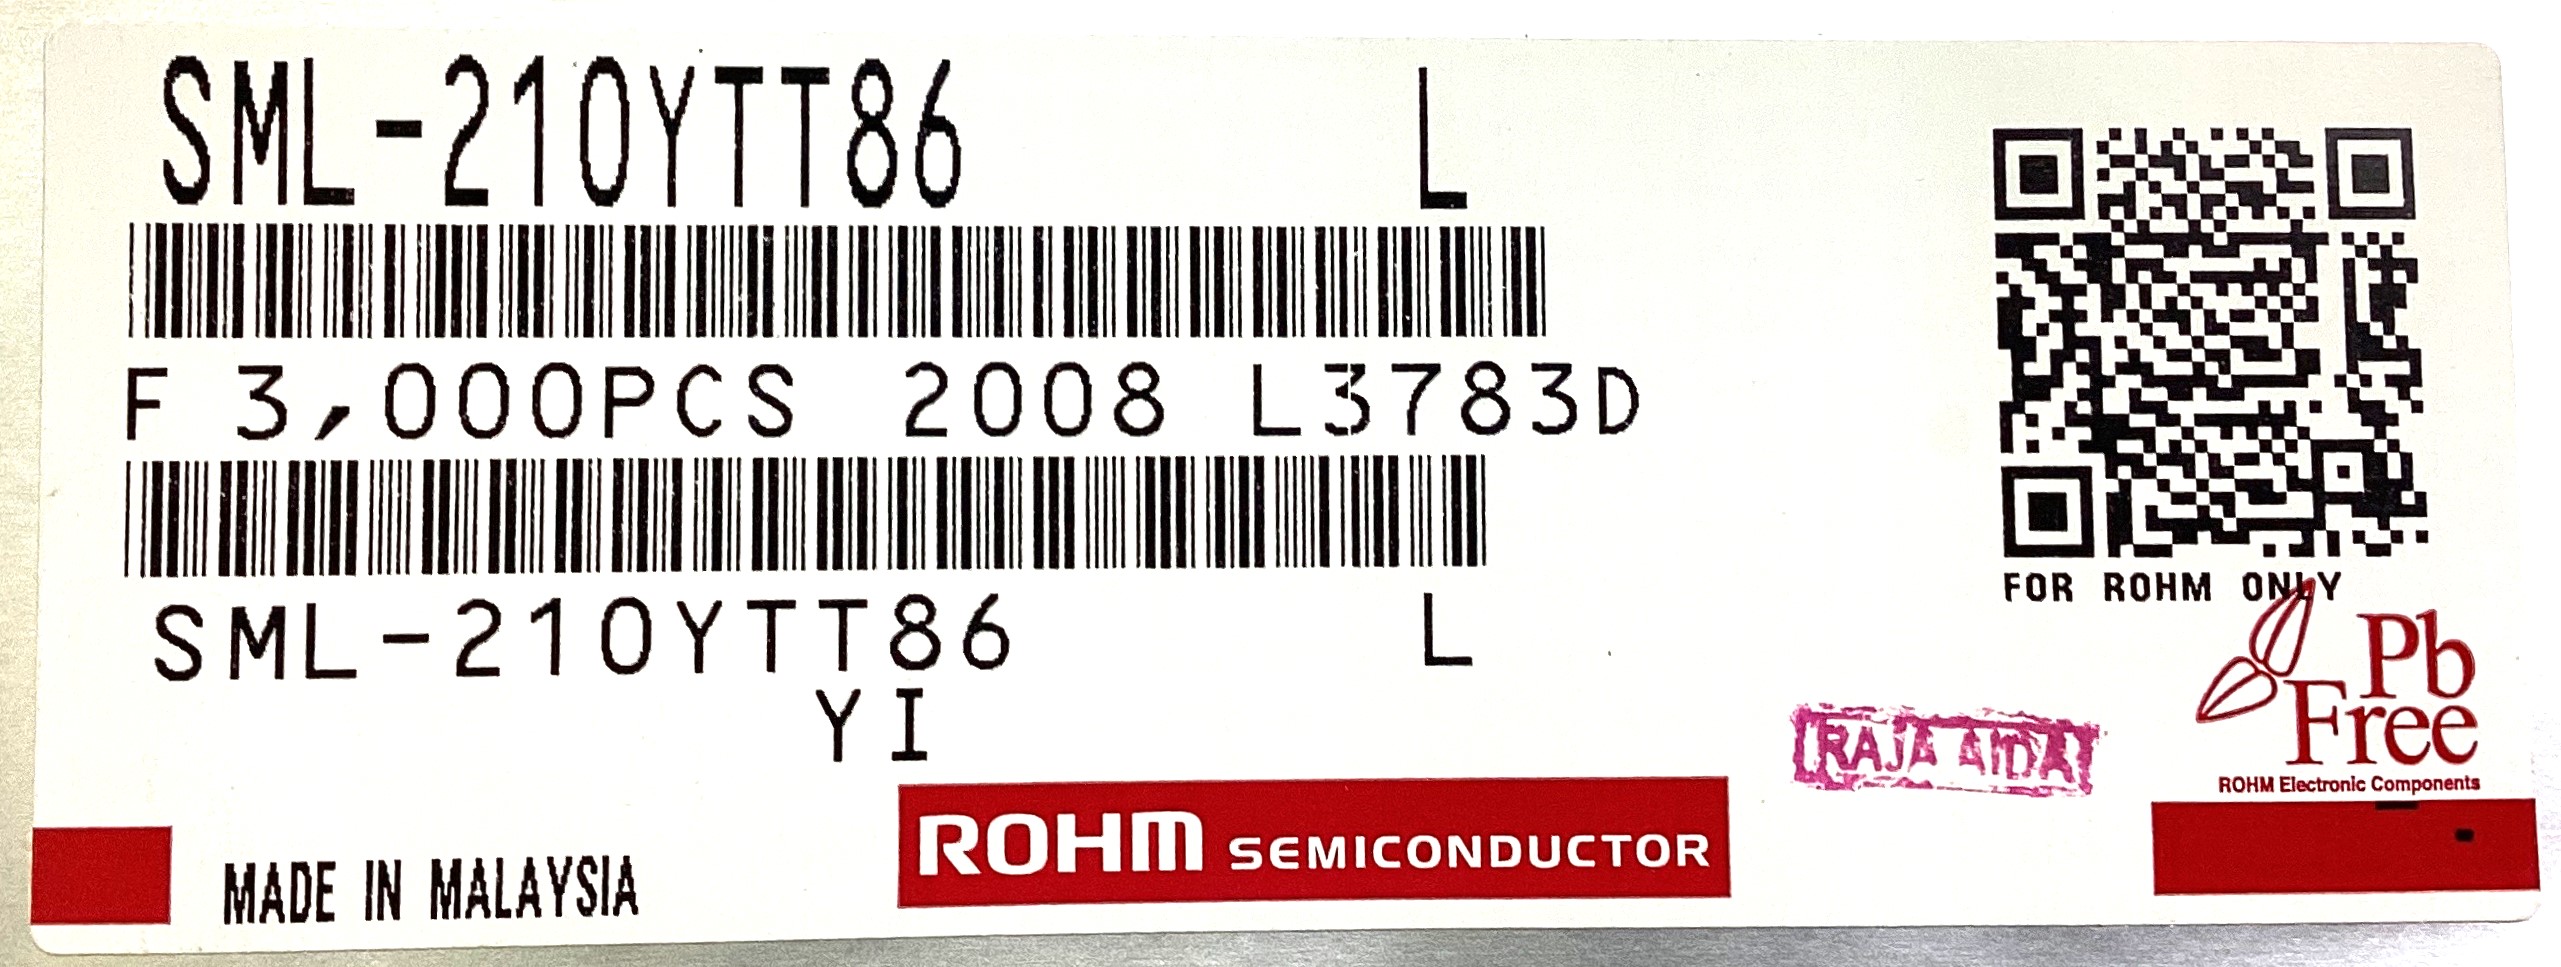 SML-210YTT86 L
F 3,000PCS 2008 L3783D
SML-210YTT86 L
YI
FOR ROHM ONLY
Pb
Free
ROHM Electronic Components
RAJA AIDA
MADE IN MALAYSIA
ROHM SEMICONDUCTOR